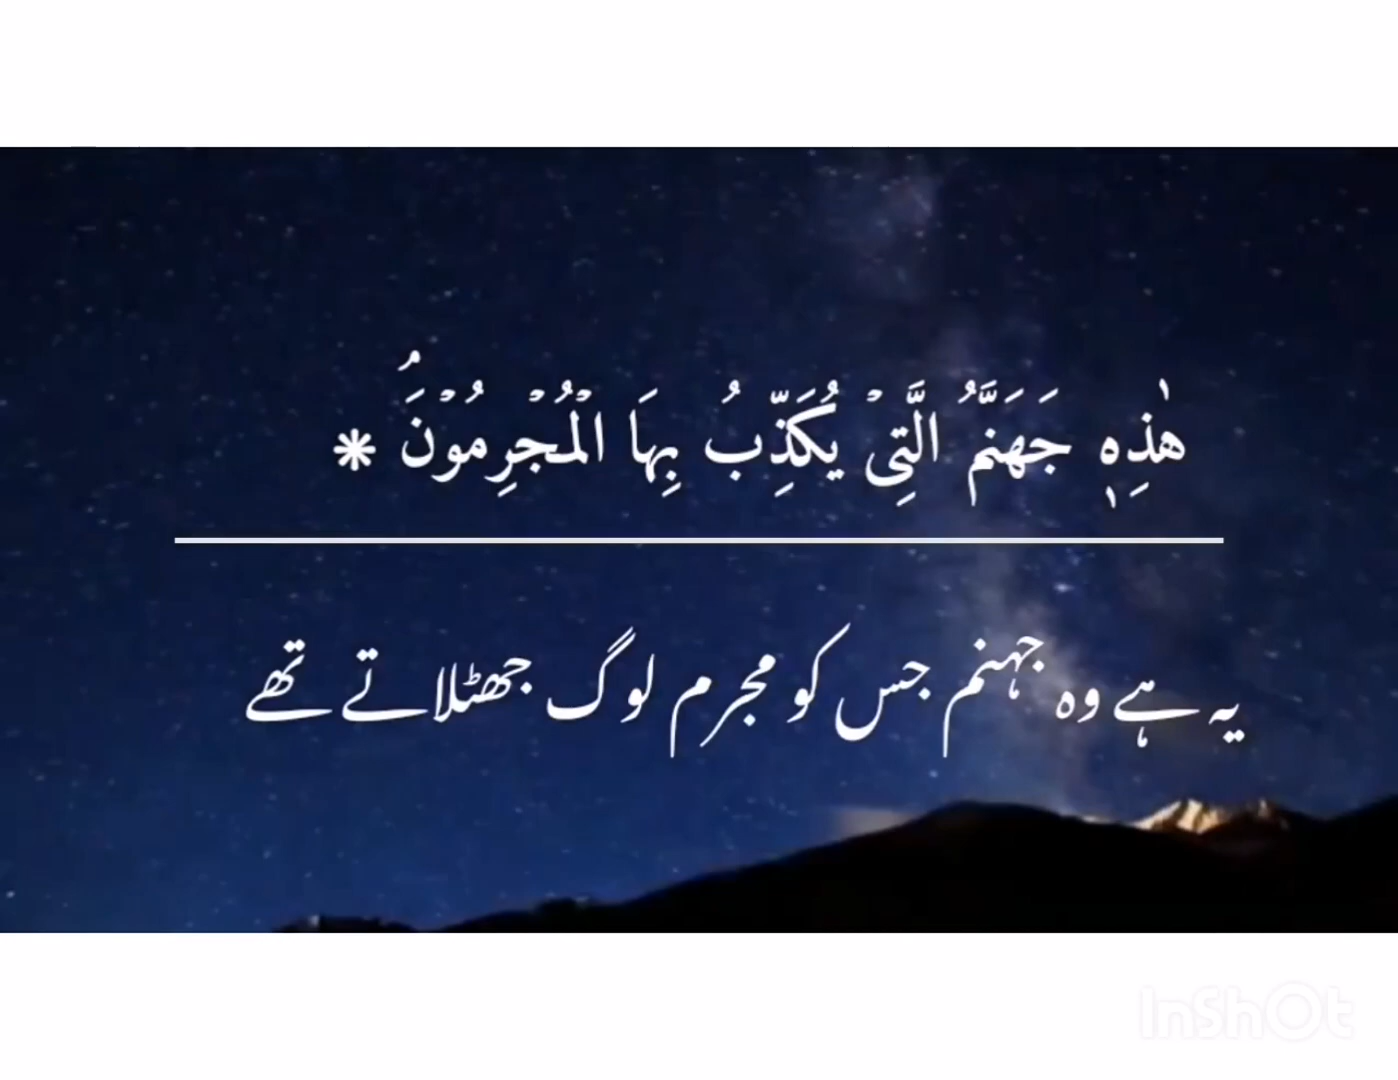 هٰذِهٖ جَهَنَّمُ الَّتِىۡ يُكَذِّبُ بِهَا الۡمُجۡرِمُوۡنَ‌ۘ *
یہ ہے وہ جہنم جس کو مجرم لوگ جھٹلاتے تھے
InShOt